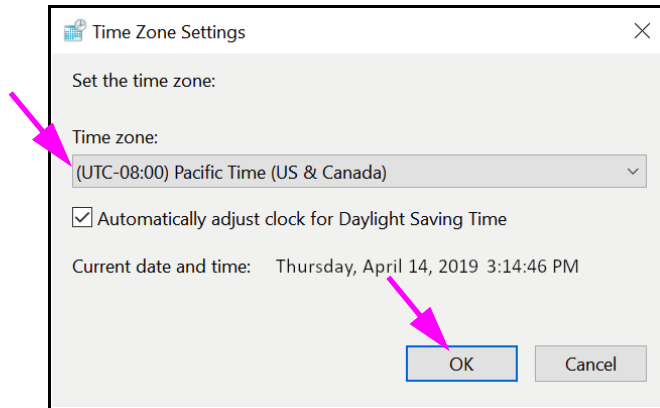 Time Zone Settings
Set the time zone:
Time zone:
(UTC-08:00) Pacific Time (US & Canada)
Automatically adjust clock for Daylight Saving Time
Current date and time: Thursday, April 14, 2019 3:14:46 PM
OK Cancel